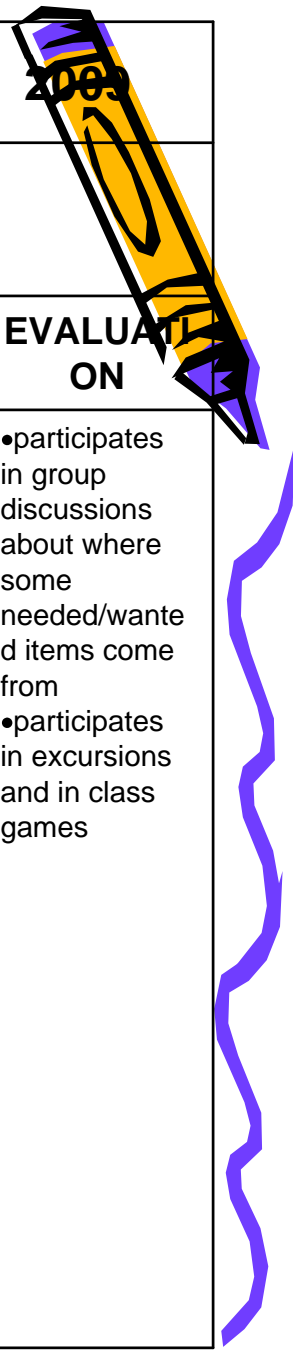 2009
EVALUATI
ON
•participates
in group
discussions
about where
some
needed/wante
d items come
from
•participates
in excursions
and in class
games